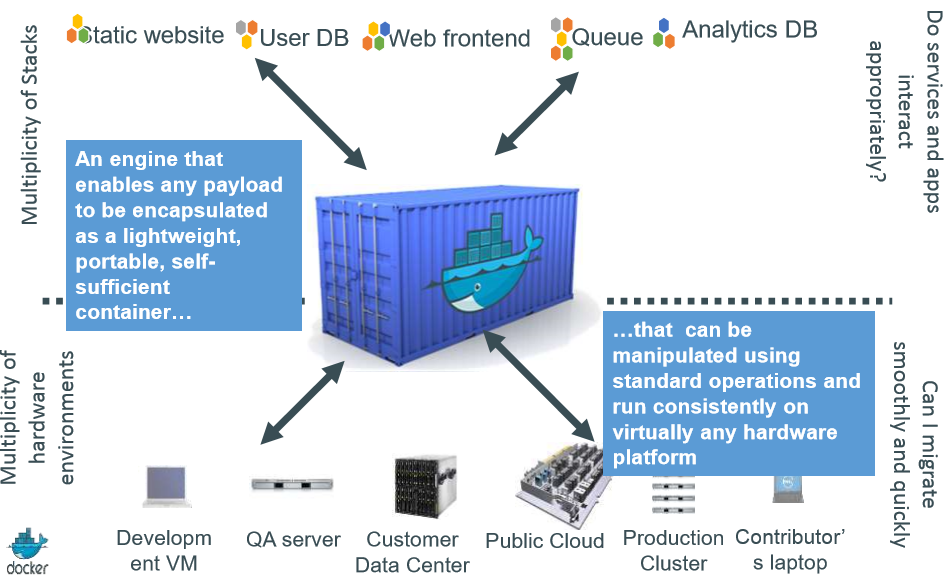 Static website
User DB
Web frontend
Queue
Analytics DB
Multiplicity of Stacks
Do services and apps
interact
appropriately?
An engine that
enables any payload
to be encapsulated
as a lightweight,
portable, self-
sufficient
container…
…that can be
manipulated using
standard operations and
run consistently on
virtually any hardware
platform
Multiplicity of
hardware
environments
Can I migrate
smoothly and quickly
Developm
ent VM
QA server
Customer
Data Center
Public Cloud
Production
Cluster
Contributor’
s laptop
docker